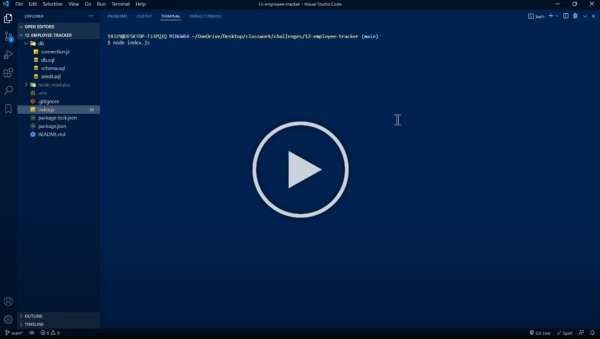 File Edit Selection View Go Run Terminal Help
12-employee-tracker - Visual Studio Code
EXPLORER
PROBLEMS OUTPUT TERMINAL DEBUG CONSOLE
bash
OPEN EDITORS
12-EMPLOYEE-TRACKER
db
connection.js
db.sql
schema.sql
seeds.sql
node_modules
.env
.gitignore
index.js M
package-lock.json
package.json
README.md
MINGW64 ~/OneDrive/Desktop/classwork/challenges/12-employee-tracker (main)
$ node index.js
OUTLINE
TIMELINE
main*
0 0
Go Live
Spell